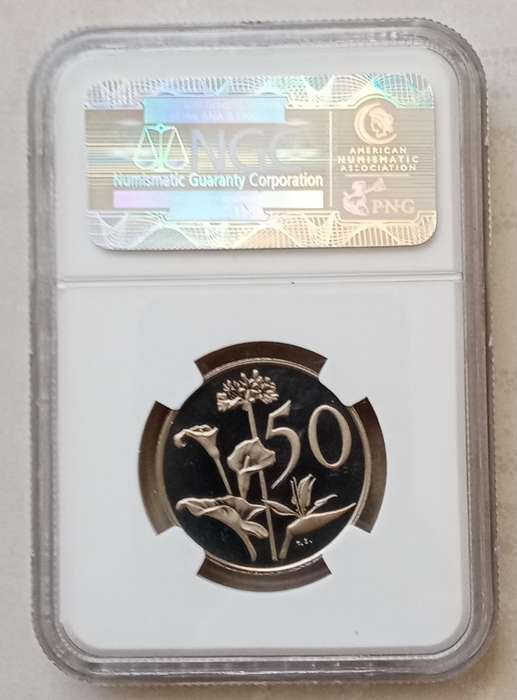 NGC
Numismatic Guaranty Corporation
AMERICAN
NUMISMATIC
ASSOCIATION
PNG
50